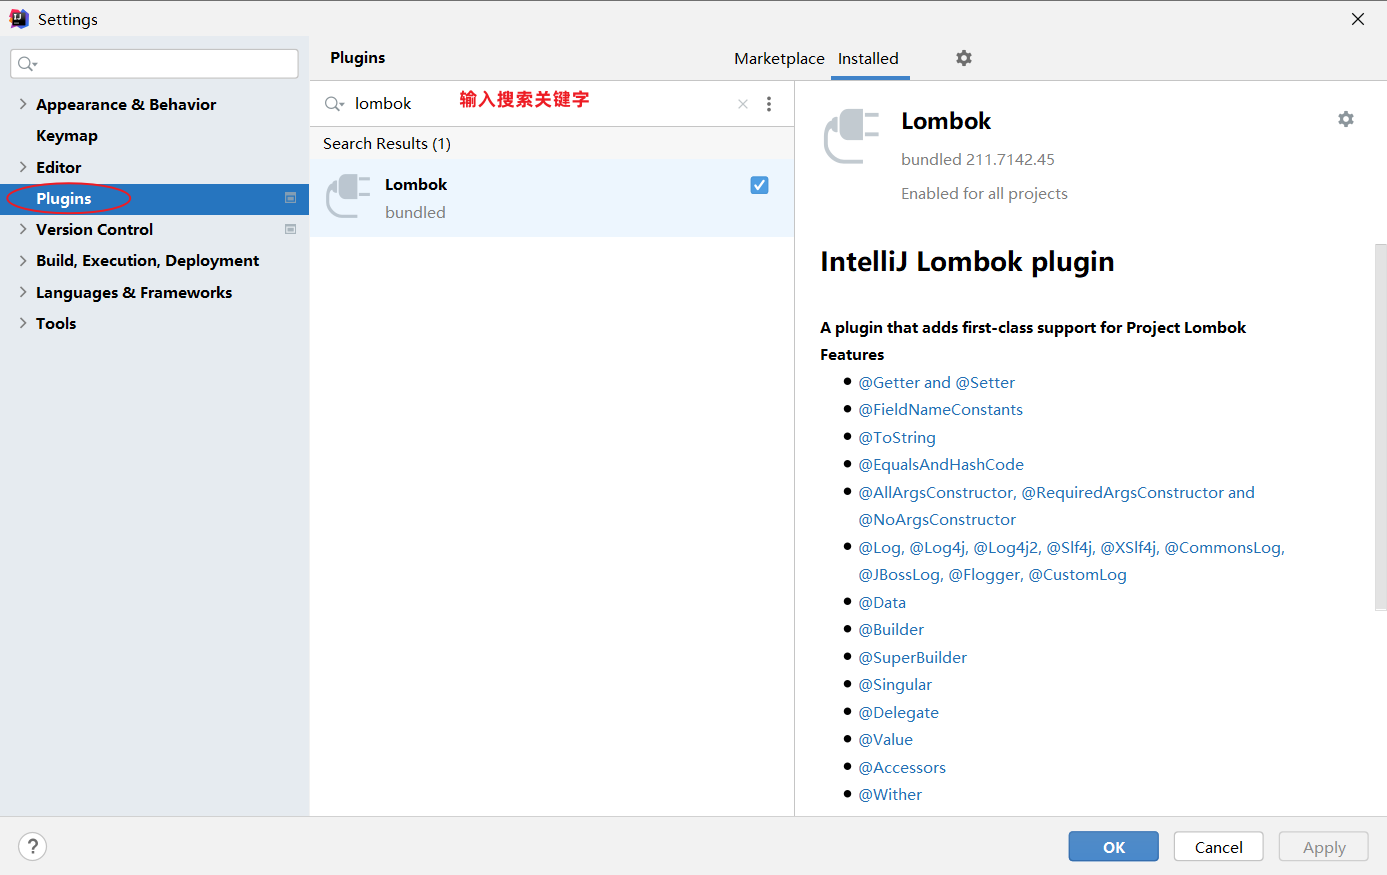 Settings
Plugins
Marketplace
Installed
Appearance & Behavior
Keymap
Editor
Plugins
Version Control
Build, Execution, Deployment
Languages & Frameworks
Tools
lombok
输入搜索关键字
Search Results (1)
Lombok
bundled
Lombok
bundled 211.7142.45
Enabled for all projects
IntelliJ Lombok plugin
A plugin that adds first-class support for Project Lombok
Features
@Getter and @Setter
@FieldNameConstants
@ToString
@EqualsAndHashCode
@AllArgsConstructor, @RequiredArgsConstructor and
@NoArgsConstructor
@Log, @Log4j, @Log4j2, @Slf4j, @XSlf4j, @CommonsLog,
@JBossLog, @Flogger, @CustomLog
@Data
@Builder
@SuperBuilder
@Singular
@Delegate
@Value
@Accessors
@Wither
?
OK
Cancel
Apply